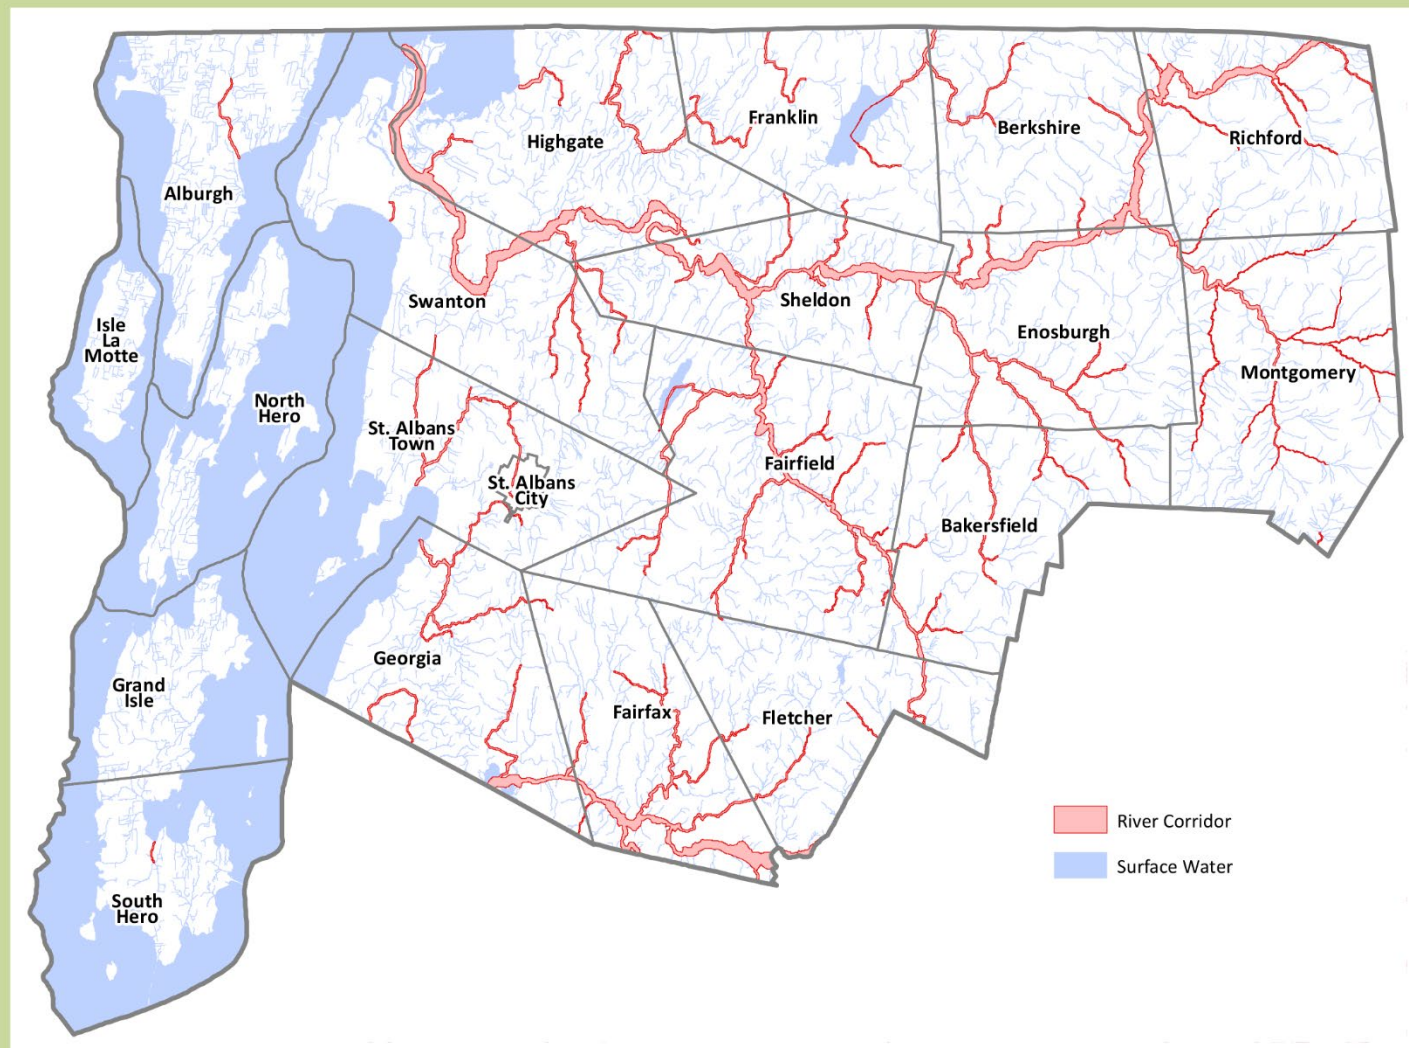 Highgate
Franklin
Berkshire
Richford
Alburgh
Swanton
Sheldon
Enosburgh
Isle
La
Motte
Montgomery
North
Hero
St. Albans
Town
St. Albans
City
Fairfield
Bakersfield
Georgia
Grand
Isle
Fairfax
Fletcher
River Corridor
Surface Water
South
Hero